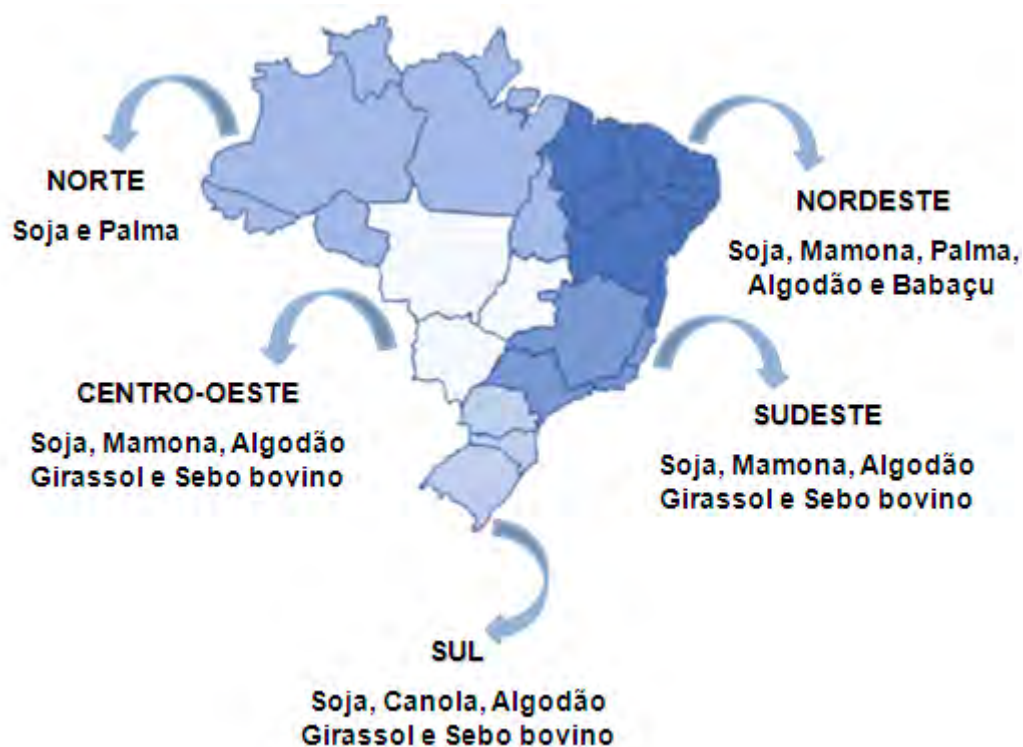 NORTE
Soja e Palma
NORDESTE
Soja, Mamona, Palma,
Algodão e Babaçu
CENTRO-OESTE
Soja, Mamona, Algodão
Girassol e Sebo bovino
SUDESTE
Soja, Mamona, Algodão
Girassol e Sebo bovino
SUL
Soja, Canola, Algodão
Girassol e Sebo bovino